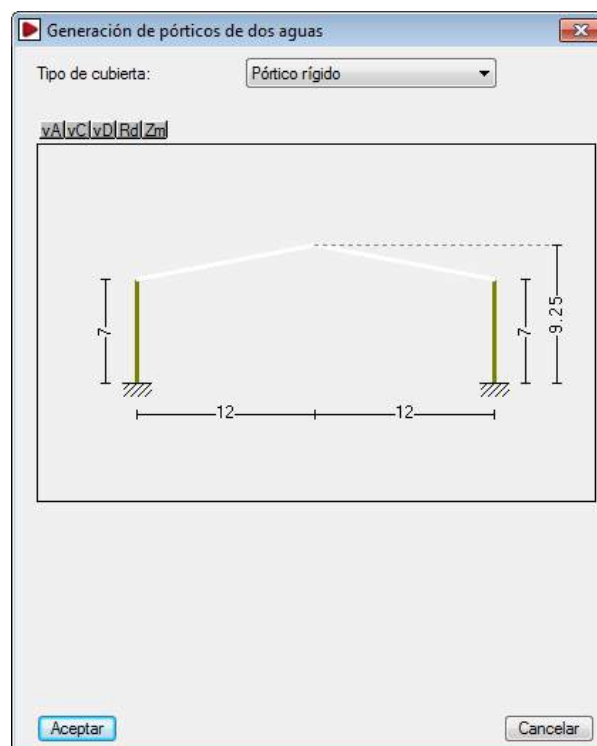 Generación de pórticos de dos aguas
Tipo de cubierta: Pórtico rígido
vA vC vD Rd Zm
7
7
9.25
12
12
Aceptar Cancelar